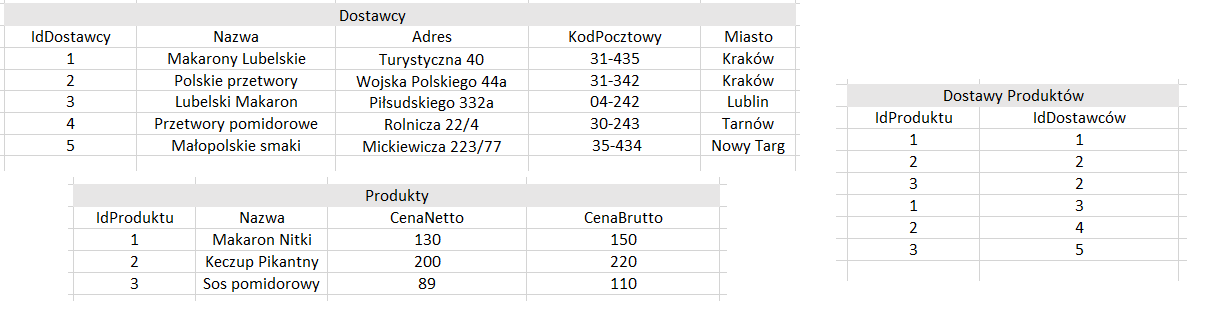 Dostawcy
IdDostawcy Nazwa Adres KodPocztowy Miasto
1 Makarony Lubelskie Turystyczna 40 31-435 Kraków
2 Polskie przetwory Wojska Polskiego 44a 31-342 Kraków
3 Lubelski Makaron Piłsudskiego 332a 04-242 Lublin
4 Przetwory pomidorowe Rolnicza 22/4 30-243 Tarnów
5 Małopolskie smaki Mickiewicza 223/77 35-434 Nowy Targ
Produkty
IdProduktu Nazwa CenaNetto CenaBrutto
1 Makaron Nitki 130 150
2 Keczup Pikantny 200 220
3 Sos pomidorowy 89 110
Dostawy Produktów
IdProduktu IdDostawców
1 1
2 2
3 2
1 3
2 4
3 5